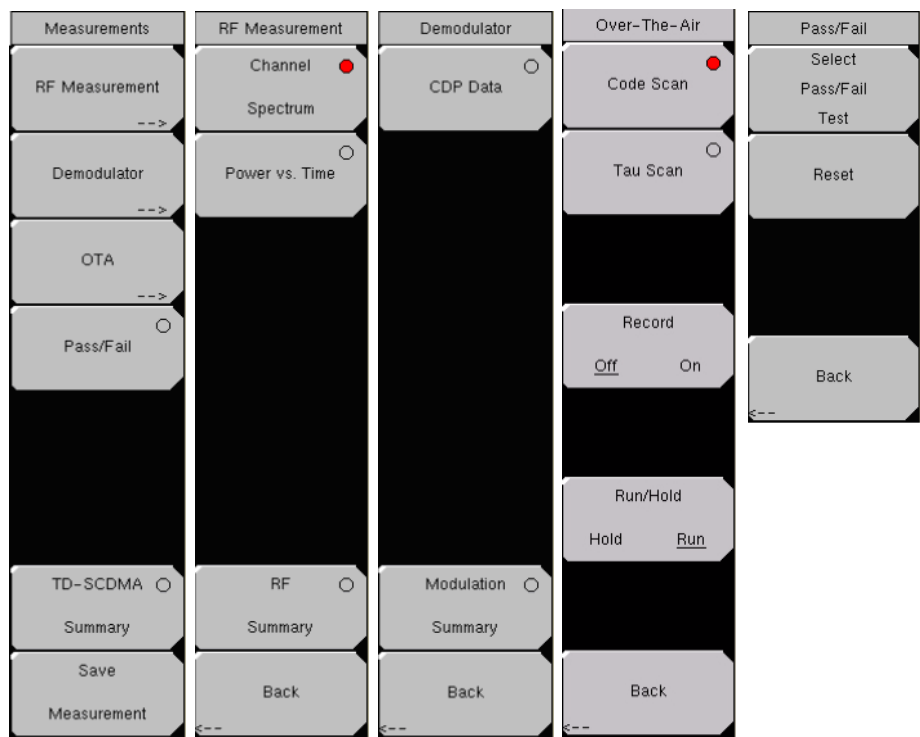 Measurements
RF Measurement
-->
Demodulator
-->
OTA
-->
Pass/Fail
TD-SCDMA
Summary
Save
Measurement
RF Measurement
Channel
Spectrum
Power vs. Time
RF
Summary
Back
<--
Demodulator
CDP Data
Modulation
Summary
Back
<--
Over-The-Air
Code Scan
Tau Scan
Record
Off On
Run/Hold
Hold Run
Back
<--
Pass/Fail
Select
Pass/Fail
Test
Reset
Back
<--